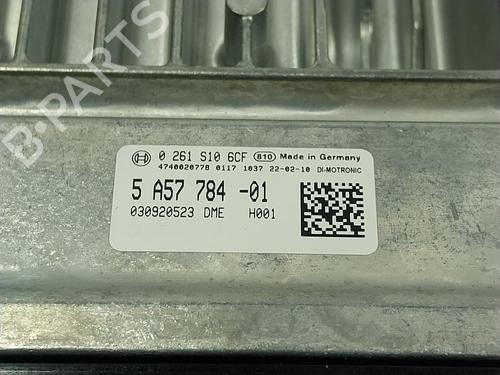 B-PARTS
BOSCH 0 261 S10 6CF 810 Made in Germany
4740020778 0117 1037 22-02-10 DI-MOTRONIC
5 A57 784 -01
030920523 DME H001